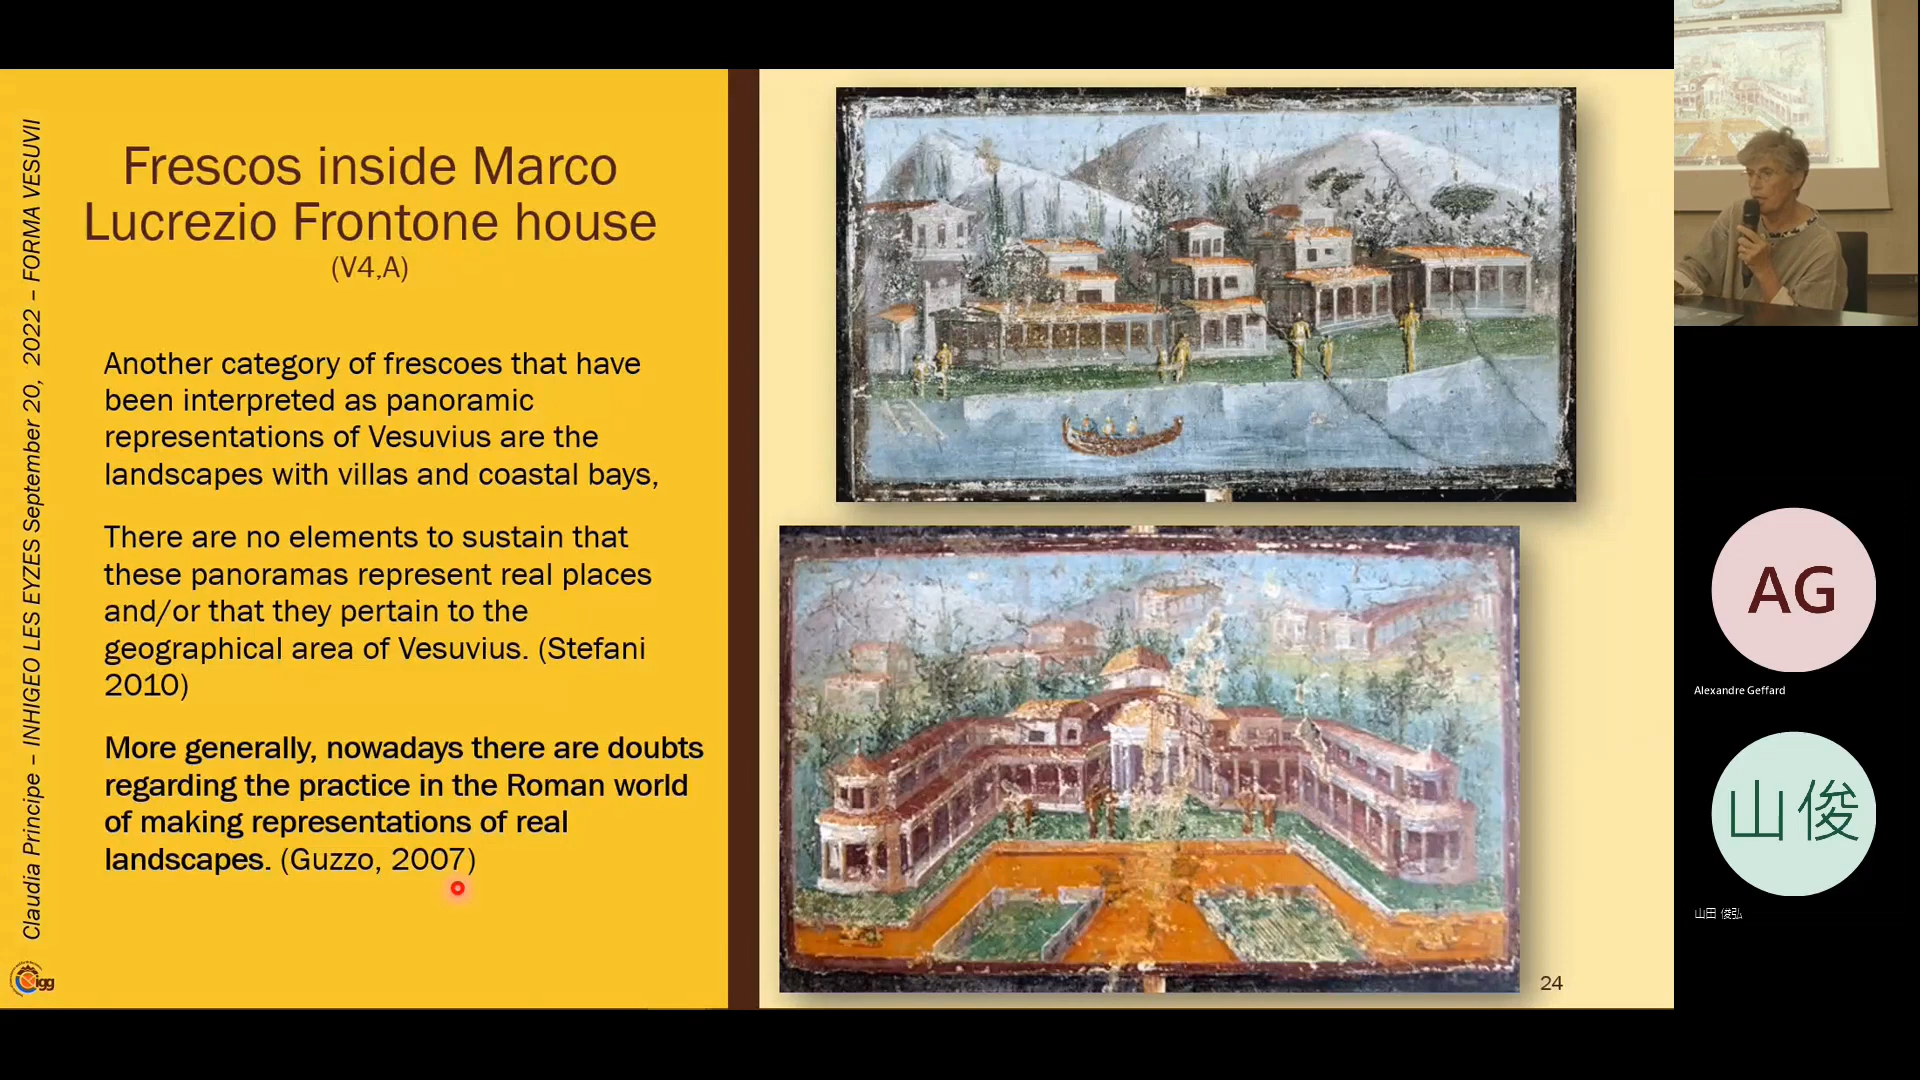 Claudia Principe – INHIGEO LES EYZES September 20, 2022 – FORMA VESUVII
Frescos inside Marco
Lucrezio Frontone house
(V4,A)
Another category of frescoes that have
been interpreted as panoramic
representations of Vesuvius are the
landscapes with villas and coastal bays,
There are no elements to sustain that
these panoramas represent real places
and/or that they pertain to the
geographical area of Vesuvius. (Stefani
2010)
More generally, nowadays there are doubts
regarding the practice in the Roman world
of making representations of real
landscapes. (Guzzo, 2007)
igg
24
AG
Alexandre Geffard
山俊
山田 俊弘